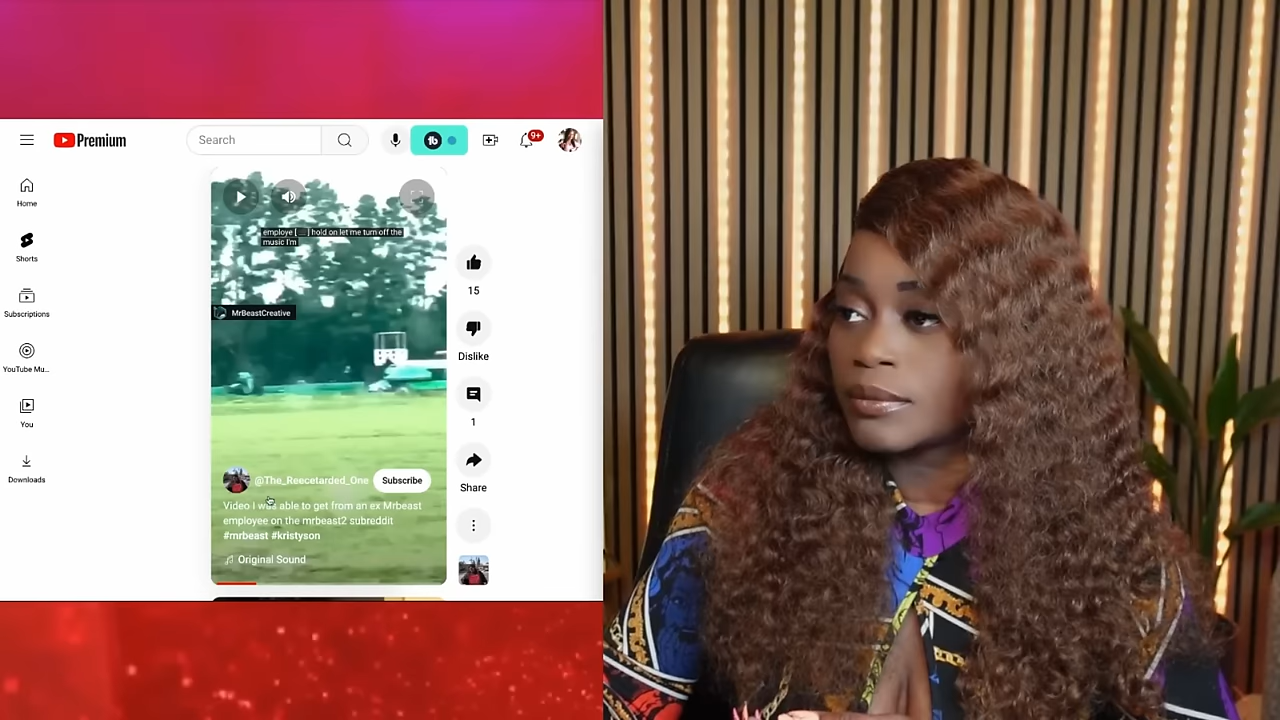 Premium
Search
9+
Home
Shorts
Subscriptions
YouTube Mu...
You
Downloads
employe [ __ ] hold on let me turn off the
music I'm
MrBeastCreative
15
Dislike
1
Share
@The_Reecetarded_One
Subscribe
Video I was able to get from an ex Mrbeast
employee on the mrbeast2 subreddit
#mrbeast #kristyson
Original Sound